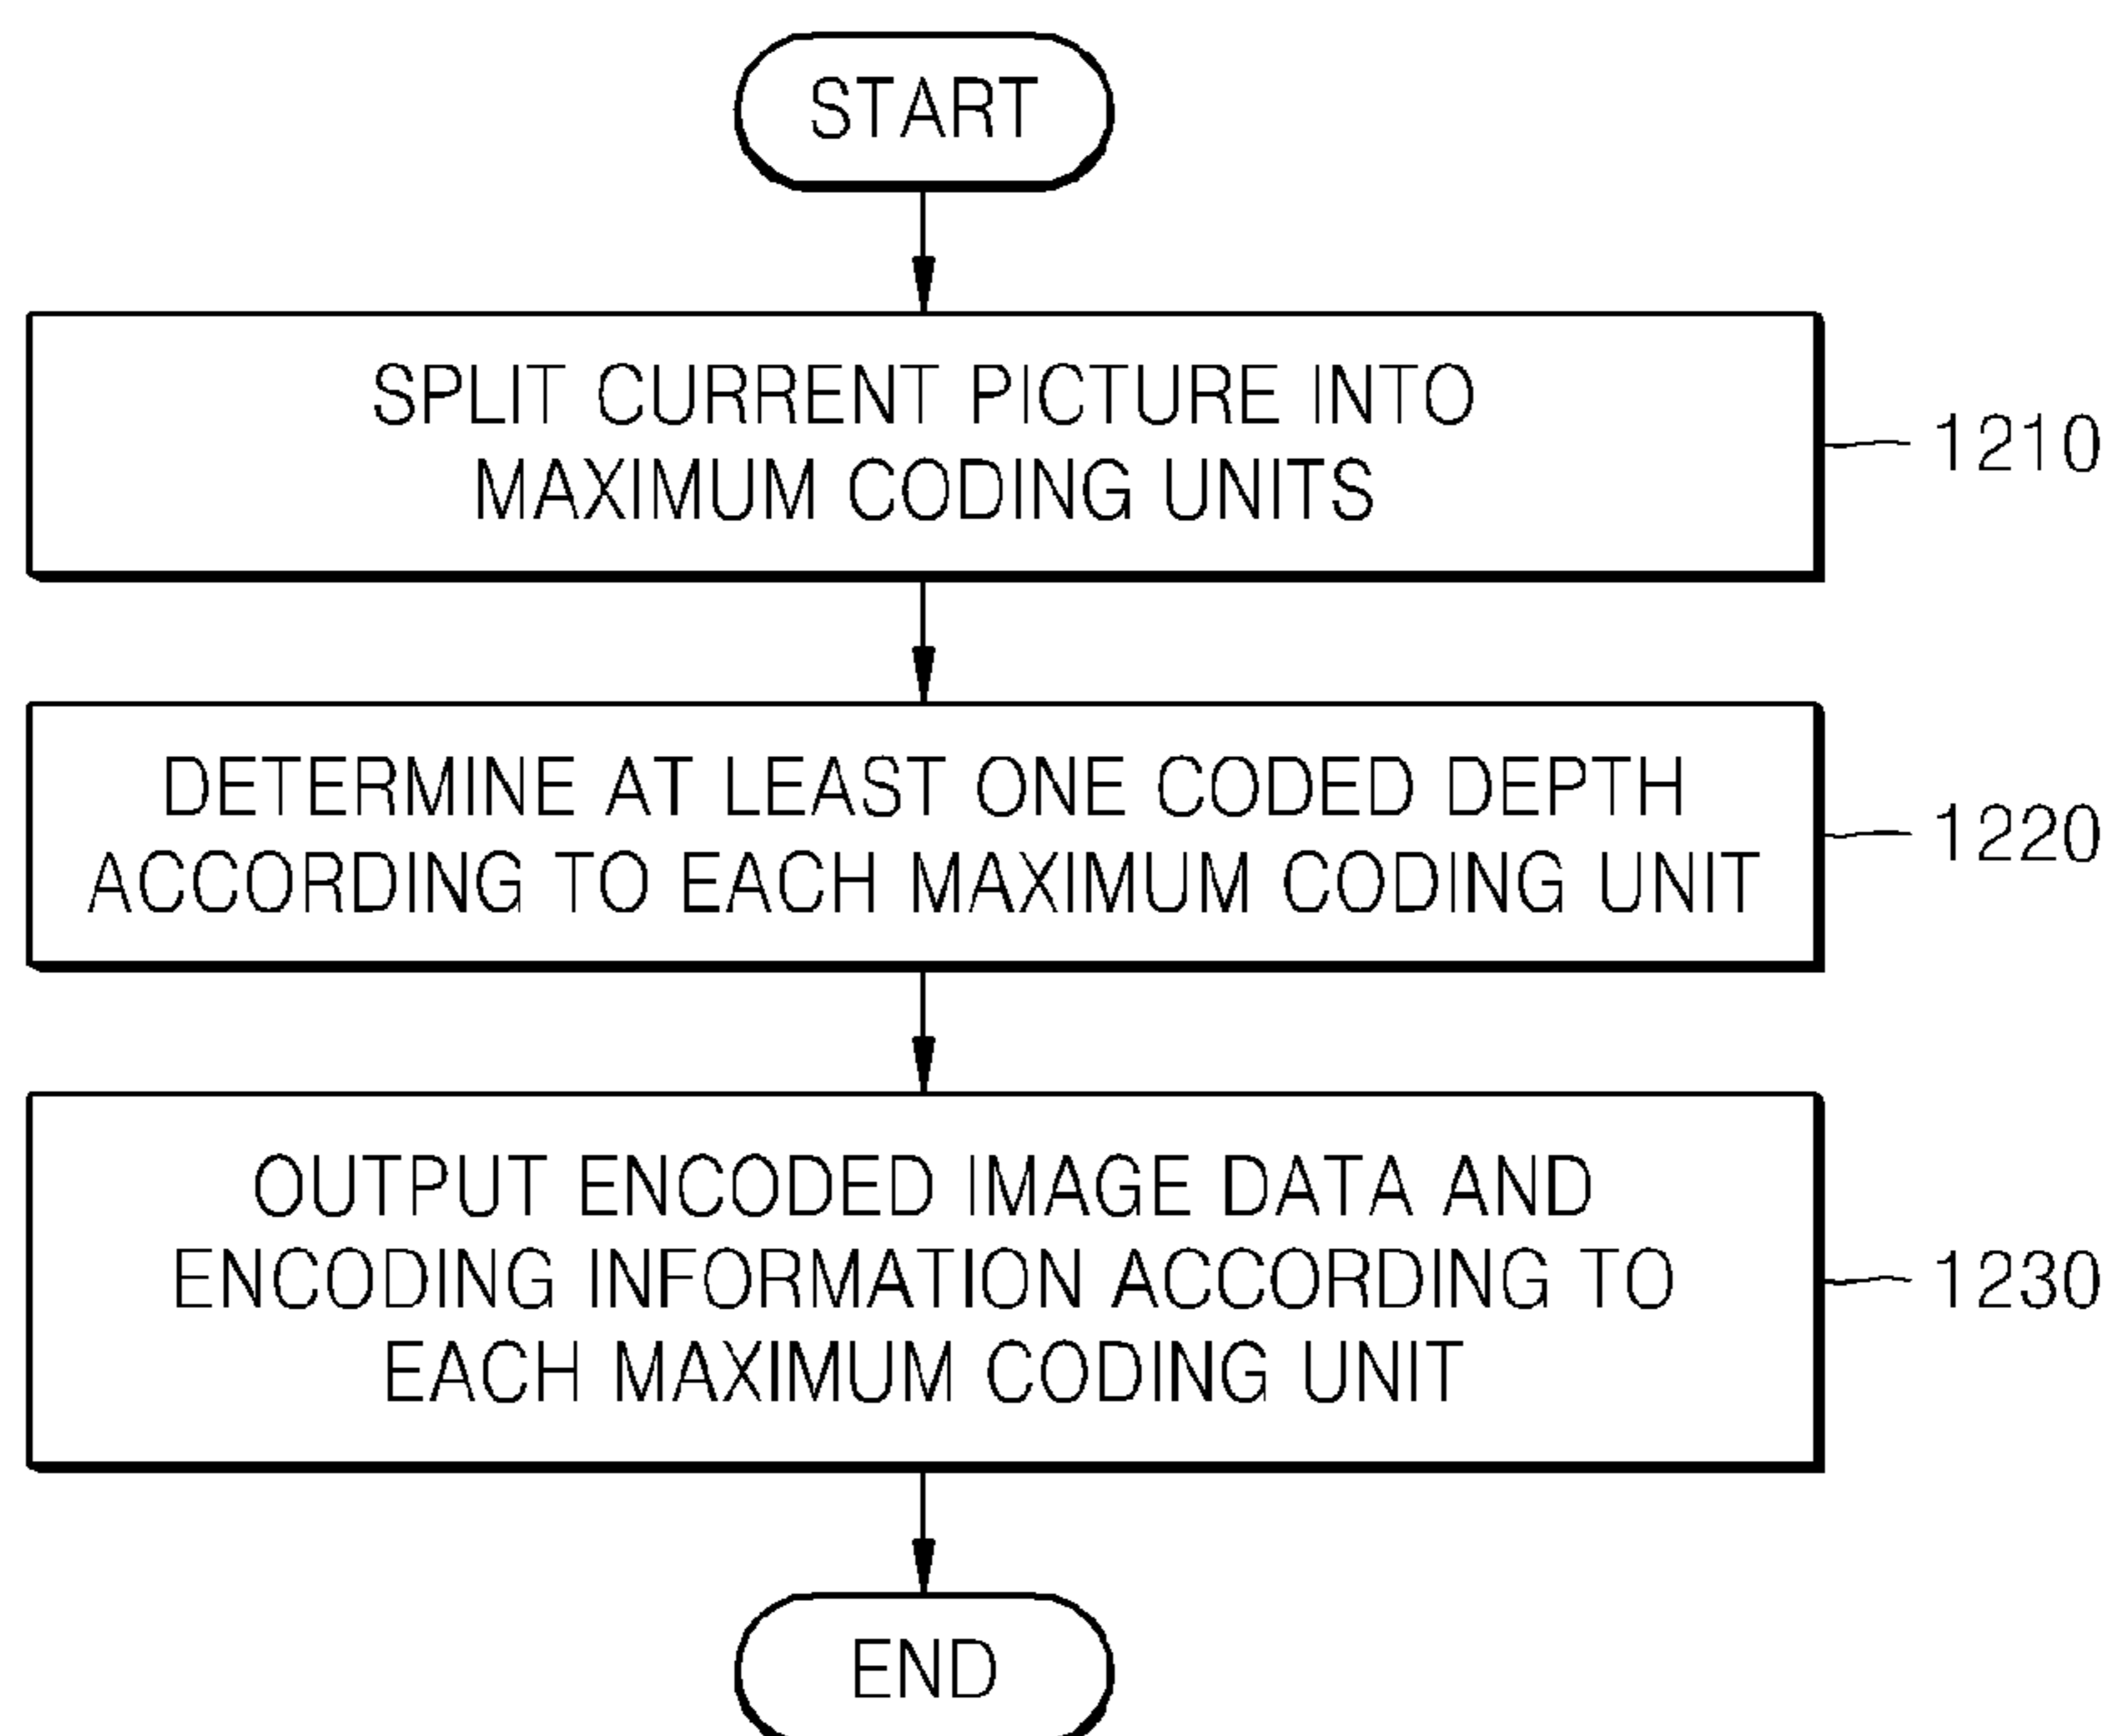 START
SPLIT CURRENT PICTURE INTO
MAXIMUM CODING UNITS
1210
DETERMINE AT LEAST ONE CODED DEPTH
ACCORDING TO EACH MAXIMUM CODING UNIT
1220
OUTPUT ENCODED IMAGE DATA AND
ENCODING INFORMATION ACCORDING TO
EACH MAXIMUM CODING UNIT
1230
END